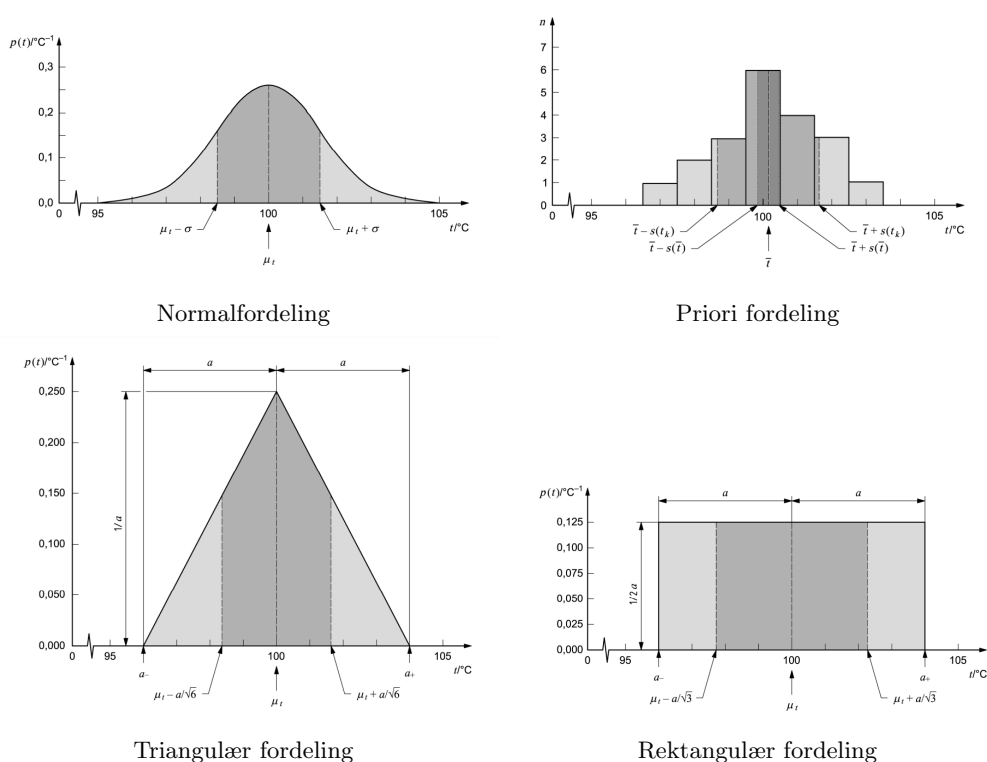 p(t)/°C⁻¹
0,3
0,2
0,1
0,0
0 95 100 105
t/°C
μt − σ
μt + σ
μt
Normalfordeling
n
7
6
5
4
3
2
1
0
0 95 100 105
t/°C
t̅ − s(tk)
t̅ + s(tk)
t̅ − s(t̅)
t̅ + s(t̅)
t̅
Priori fordeling
p(t)/°C⁻¹
a a
0,250
0,200
0,150
0,100
0,050
0,000
1/a
0 95 100 105
t/°C
a−
a+
μt − a/√6
μt + a/√6
μt
Triangulær fordeling
p(t)/°C⁻¹
a a
0,125
0,100
0,075
0,050
0,025
0,000
1/2a
0 95 100 105
t/°C
a−
a+
μt − a/√3
μt + a/√3
μt
Rektangulær fordeling